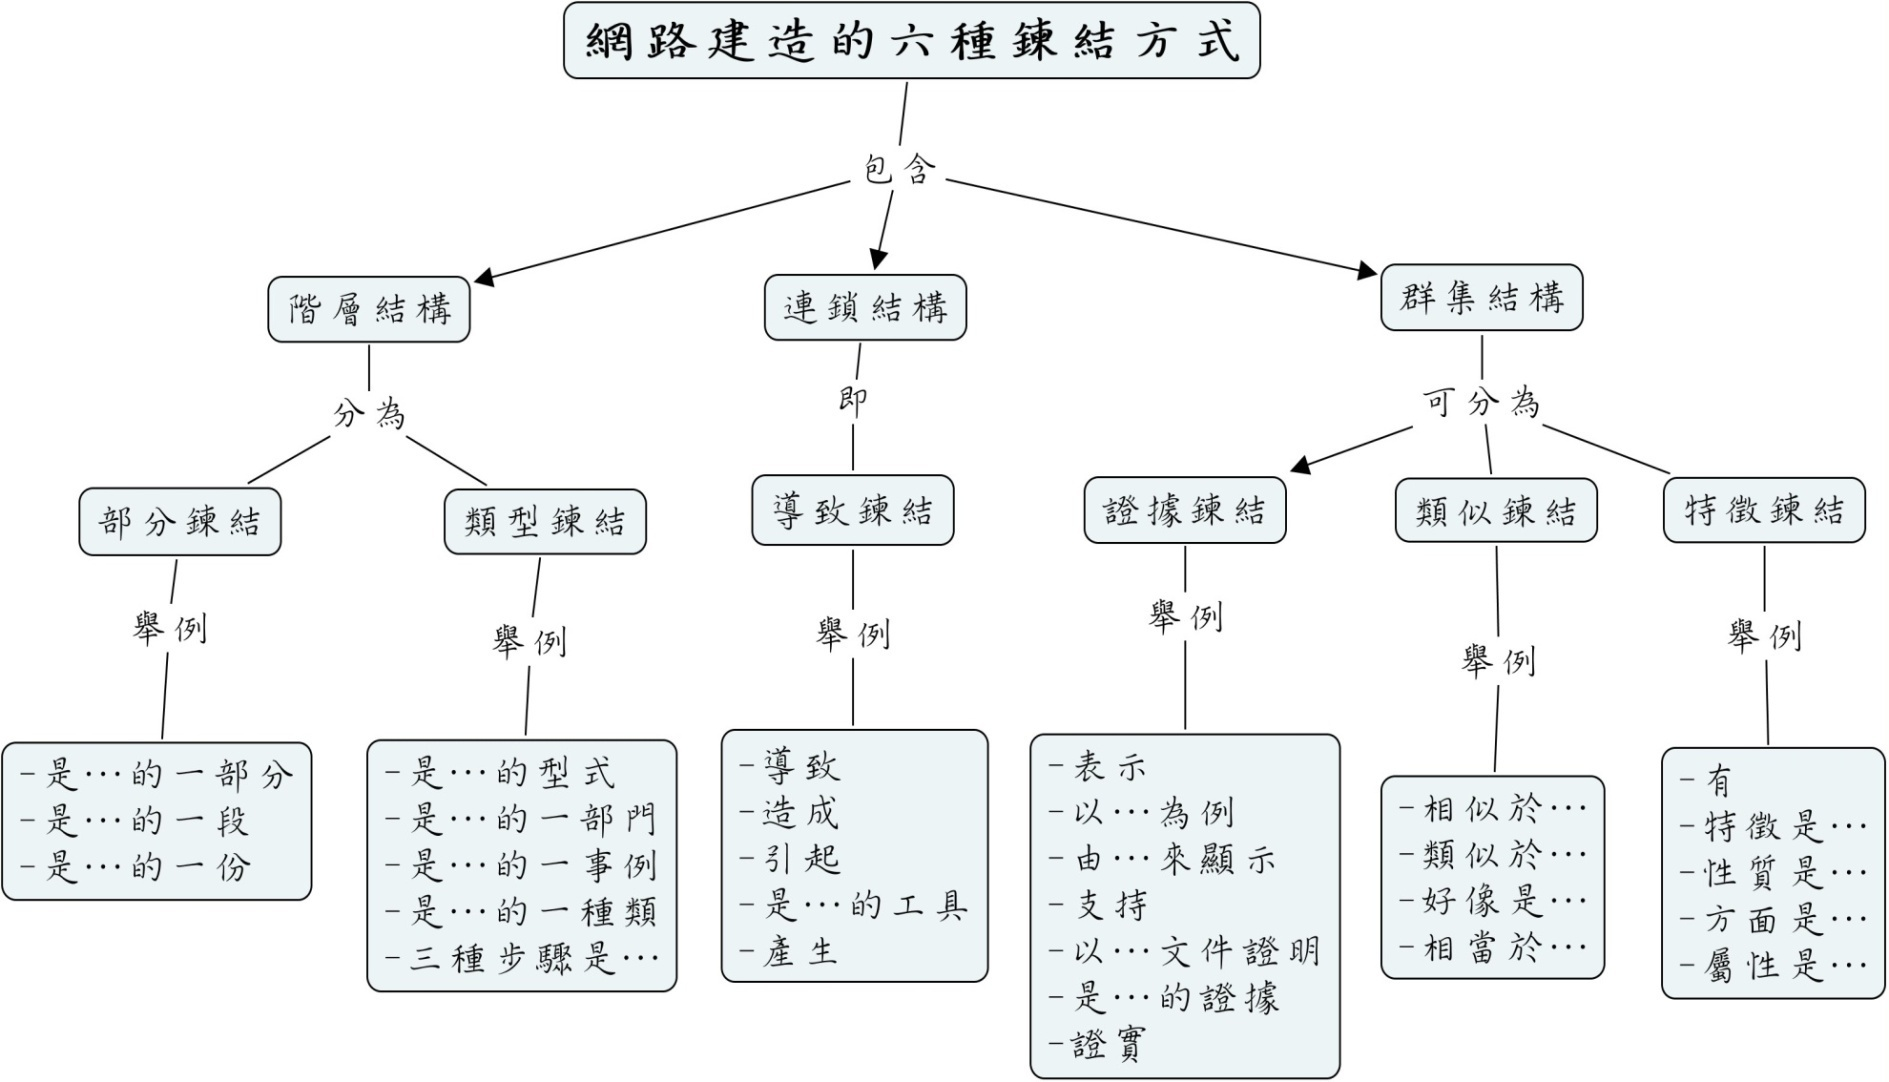 網路建造的六種鍊結方式
包含
階層結構
連鎖結構
群集結構
分為
即
可分為
部分鍊結
類型鍊結
導致鍊結
證據鍊結
類似鍊結
特徵鍊結
舉例
舉例
舉例
舉例
舉例
舉例
-是…的一部分
-是…的一段
-是…的一份
-是…的型式
-是…的一部門
-是…的一事例
-是…的一種類
-三種步驟是…
-導致
-造成
-引起
-是…的工具
-產生
-表示
-以…為例
-由…來顯示
-支持
-以…文件證明
-是…的證據
-證實
-相似於…
-類似於…
-好像是…
-相當於…
-有
-特徵是…
-性質是…
-方面是…
-屬性是…